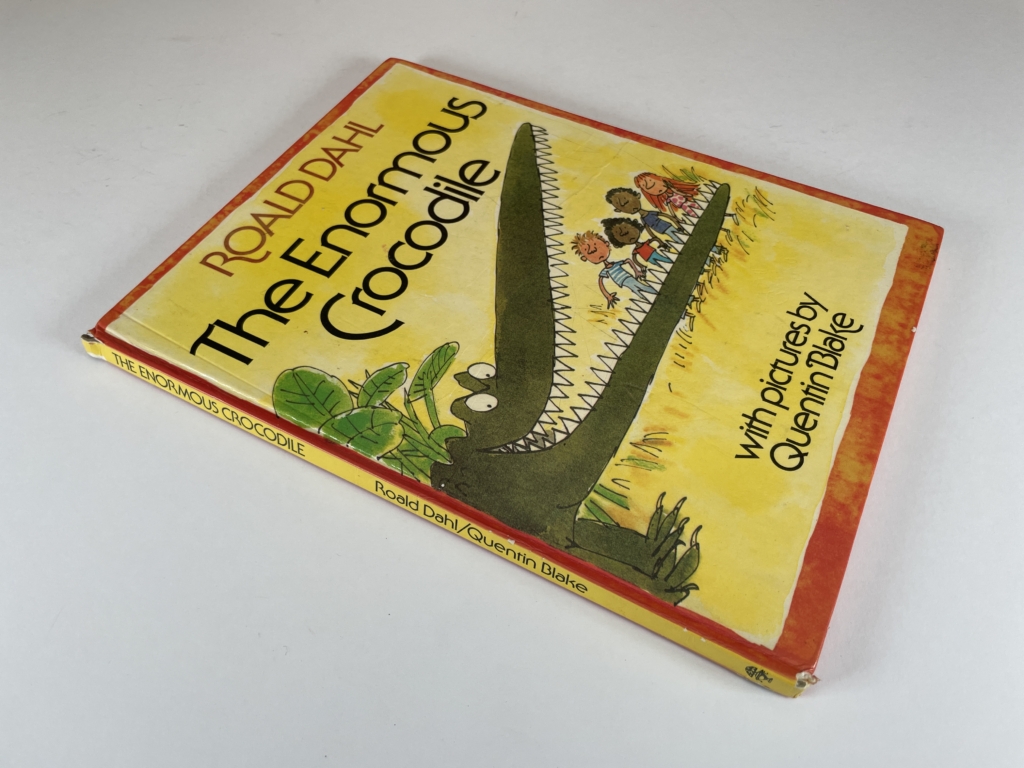 ROALD DAHL
The Enormous
Crocodile
with pictures by
Quentin Blake
THE ENORMOUS CROCODILE
Roald Dahl/Quentin Blake